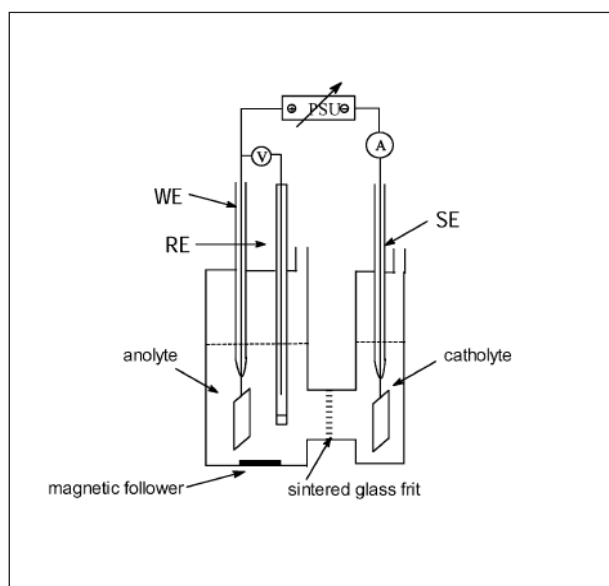 ⊕ PSU ⊖
V
A
WE
SE
RE
anolyte
catholyte
magnetic follower
sintered glass frit